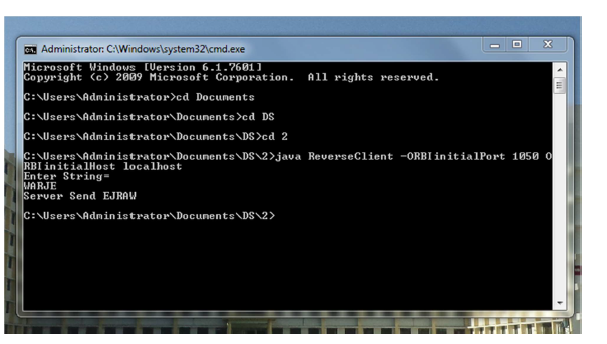 Administrator: C:\Windows\system32\cmd.exe
Microsoft Windows [Version 6.1.7601]
Copyright (c) 2009 Microsoft Corporation.  All rights reserved.
C:\Users\Administrator>cd Documents
C:\Users\Administrator\Documents>cd DS
C:\Users\Administrator\Documents\DS>cd 2
C:\Users\Administrator\Documents\DS\2>java ReverseClient -ORBInitialPort 1050 O
RBInitialHost localhost
Enter String=
WARJE
Server Send EJRAW
C:\Users\Administrator\Documents\DS\2>